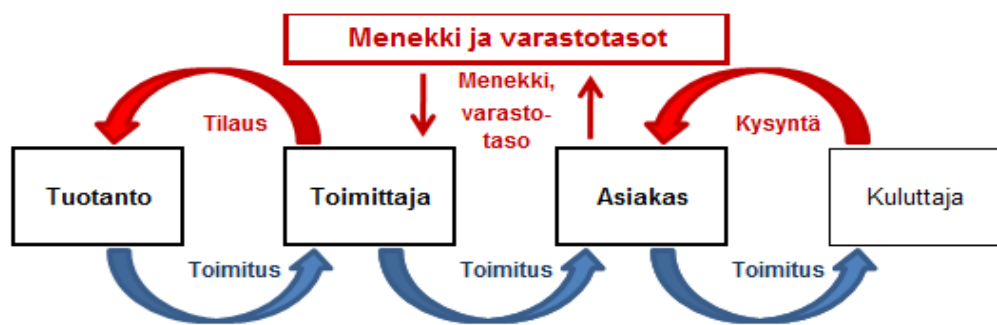 Menekki ja varastotasot
Menekki,
varasto-
taso
Tilaus
Kysyntä
Tuotanto
Toimittaja
Asiakas
Kuluttaja
Toimitus
Toimitus
Toimitus